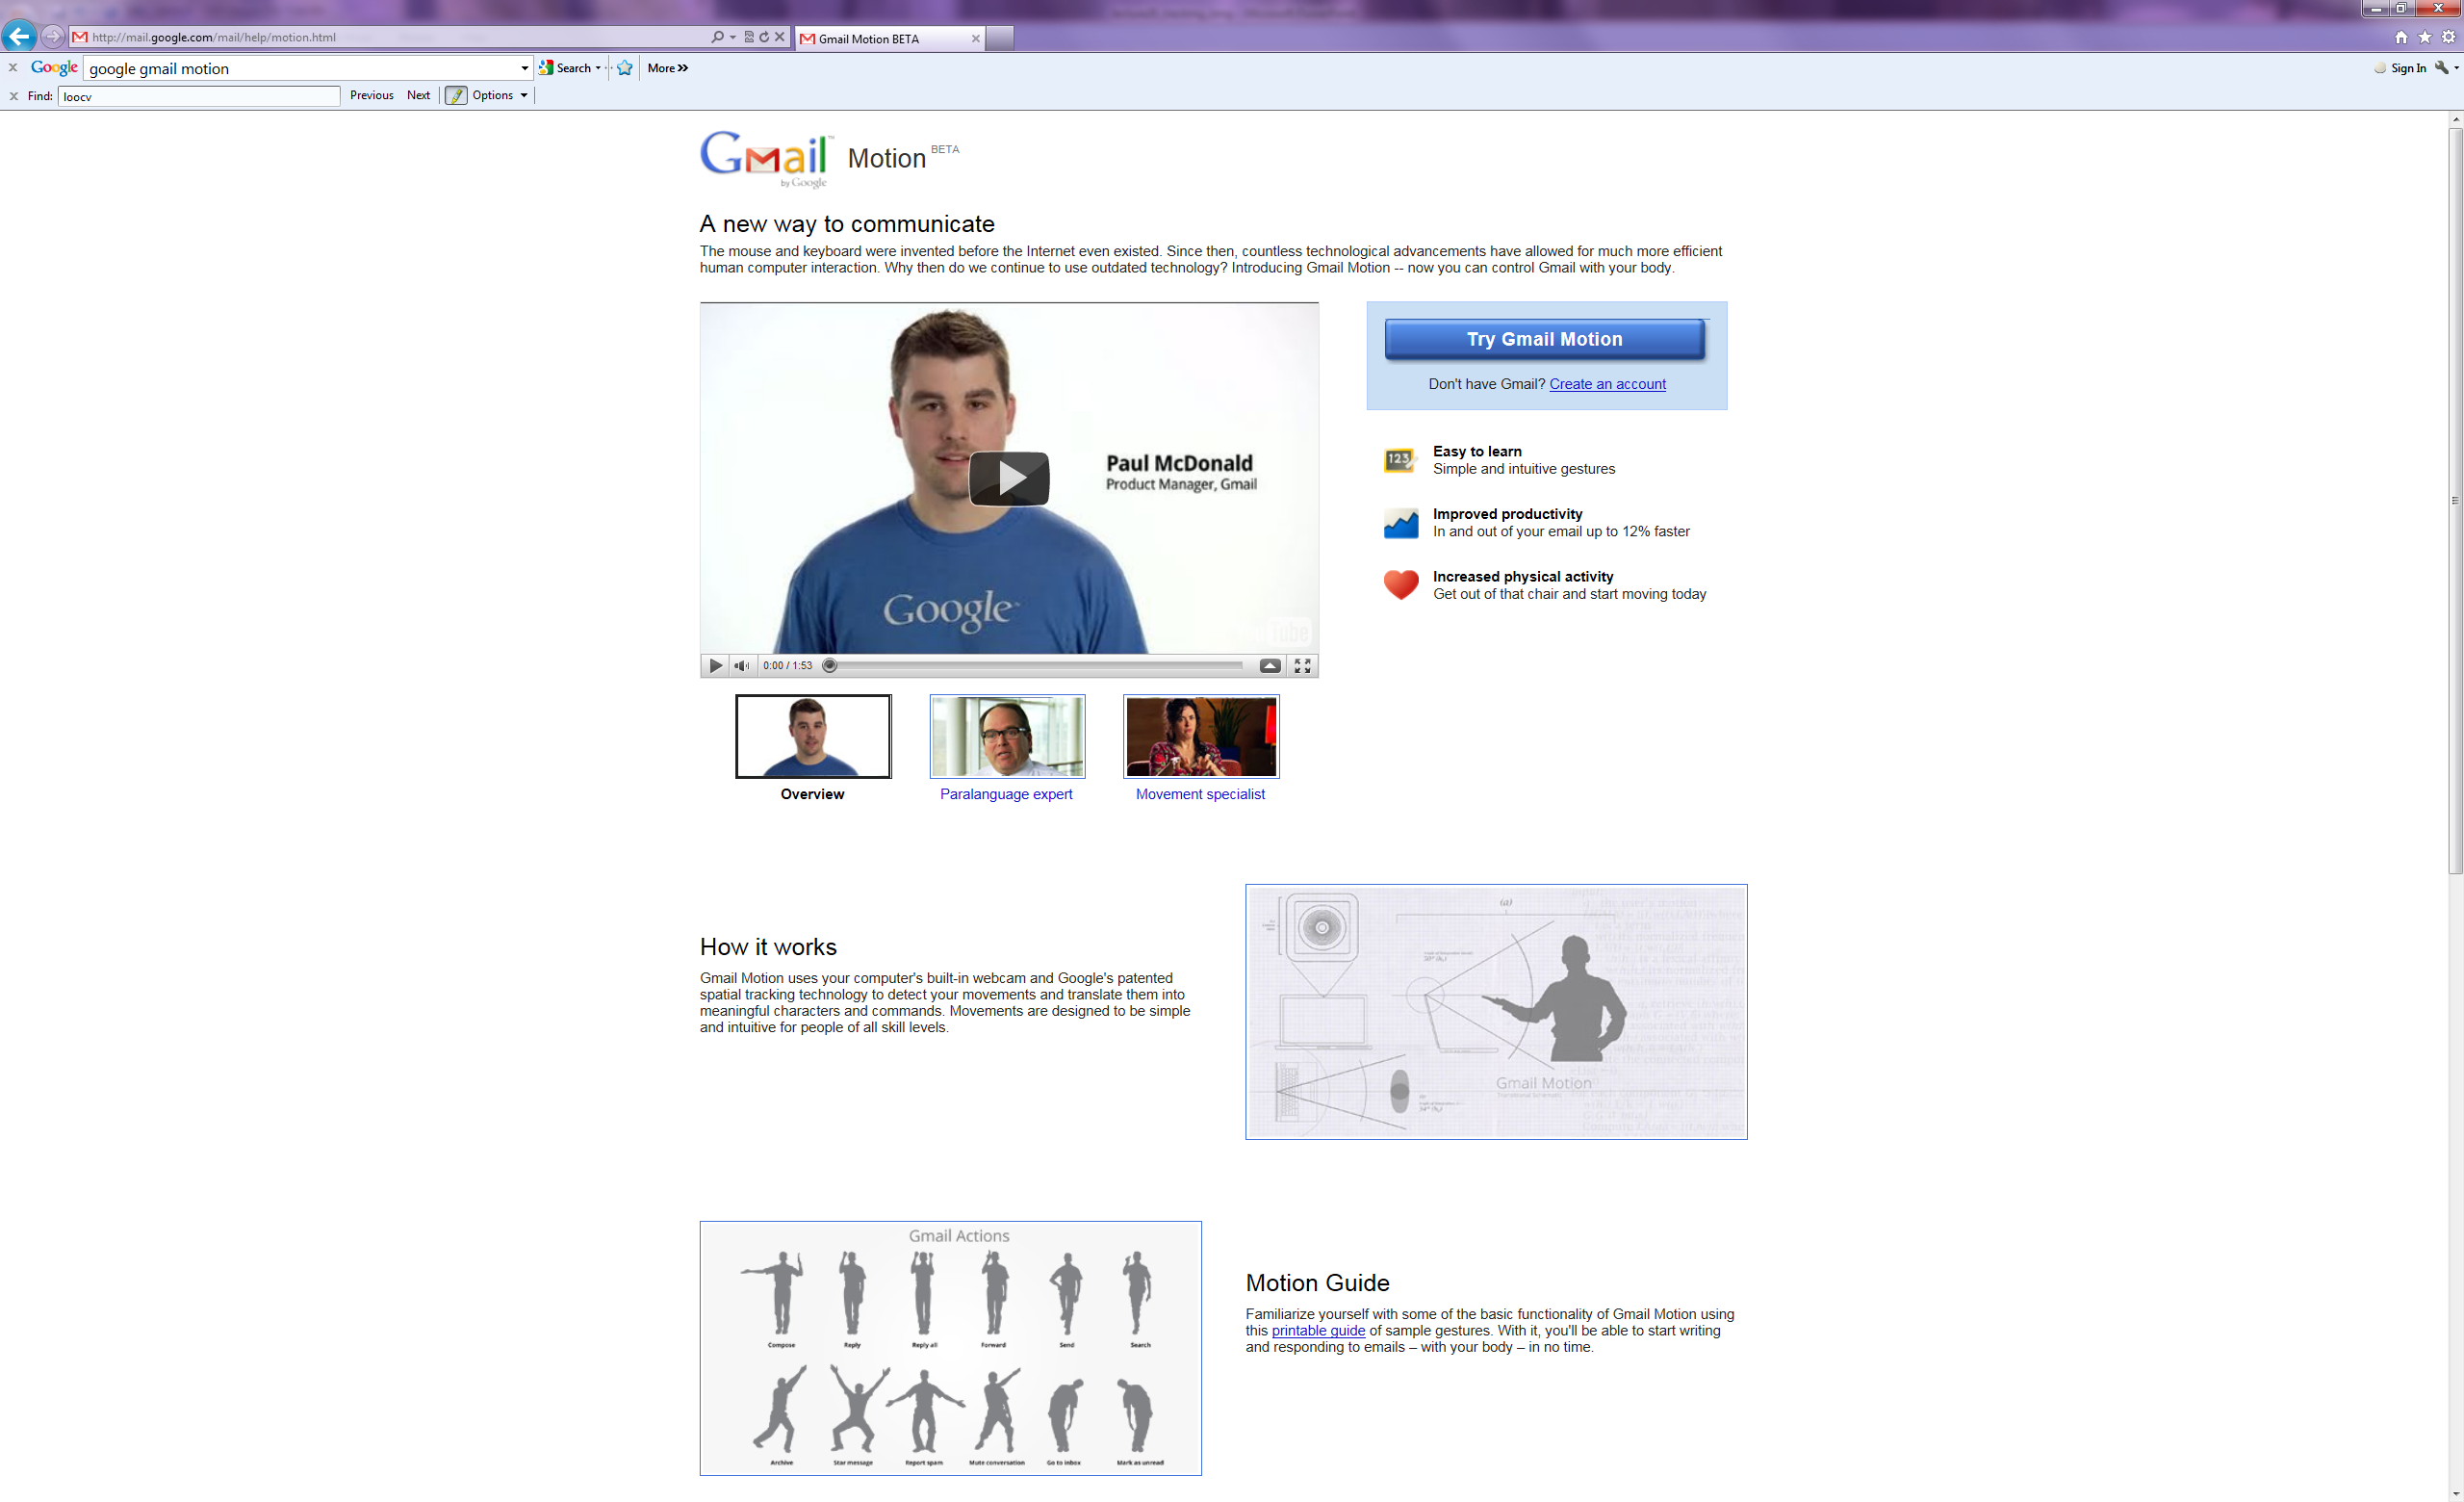 http://mail.google.com/mail/help/motion.html
Gmail Motion BETA
Google
google gmail motion
Search
More
Sign In
Find:
loocv
Previous
Next
Options
Gmail™
by Google
Motion BETA
A new way to communicate
The mouse and keyboard were invented before the Internet even existed. Since then, countless technological advancements have allowed for much more efficient
human computer interaction. Why then do we continue to use outdated technology? Introducing Gmail Motion -- now you can control Gmail with your body.
Paul McDonald
Product Manager, Gmail
Google
0:00 / 1:53
Try Gmail Motion
Don't have Gmail? Create an account
123
Easy to learn
Simple and intuitive gestures
Improved productivity
In and out of your email up to 12% faster
Increased physical activity
Get out of that chair and start moving today
Overview
Paralanguage expert
Movement specialist
How it works
Gmail Motion uses your computer's built-in webcam and Google's patented
spatial tracking technology to detect your movements and translate them into
meaningful characters and commands. Movements are designed to be simple
and intuitive for people of all skill levels.
(a)
Gmail Motion
Gmail Actions
Compose
Reply
Reply all
Forward
Send
Search
Archive
Star message
Report spam
Mute conversation
Go to inbox
Mark as unread
Motion Guide
Familiarize yourself with some of the basic functionality of Gmail Motion using
this printable guide of sample gestures. With it, you'll be able to start writing
and responding to emails – with your body – in no time.